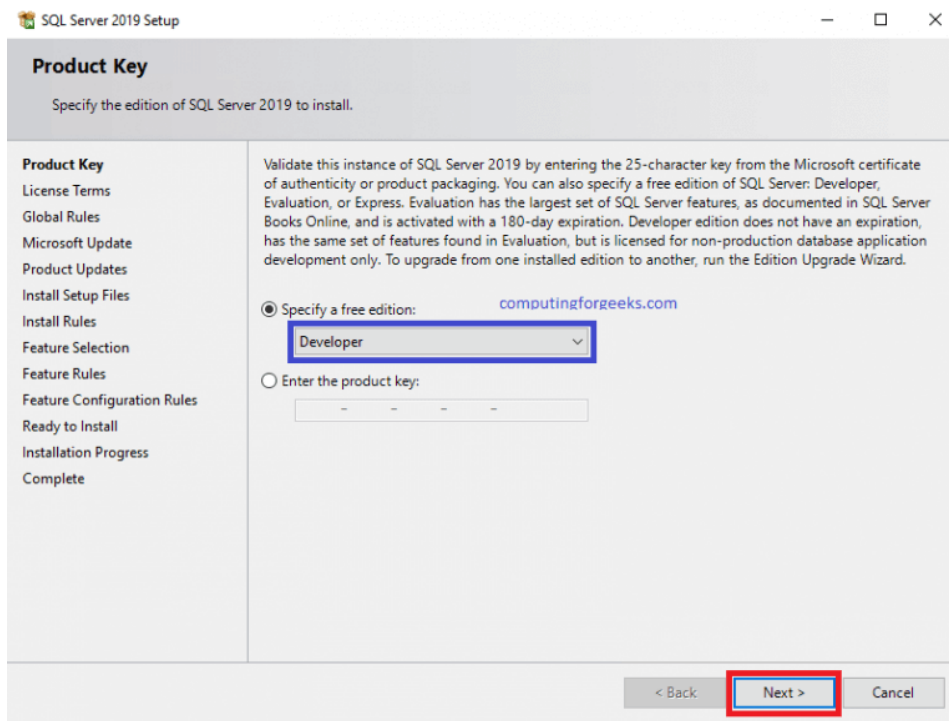 SQL Server 2019 Setup
Product Key
Specify the edition of SQL Server 2019 to install.
Product Key
License Terms
Global Rules
Microsoft Update
Product Updates
Install Setup Files
Install Rules
Feature Selection
Feature Rules
Feature Configuration Rules
Ready to Install
Installation Progress
Complete
Validate this instance of SQL Server 2019 by entering the 25-character key from the Microsoft certificate
of authenticity or product packaging. You can also specify a free edition of SQL Server: Developer,
Evaluation, or Express. Evaluation has the largest set of SQL Server features, as documented in SQL Server
Books Online, and is activated with a 180-day expiration. Developer edition does not have an expiration,
has the same set of features found in Evaluation, but is licensed for non-production database application
development only. To upgrade from one installed edition to another, run the Edition Upgrade Wizard.
computingforgeeks.com
Specify a free edition:
Developer
Enter the product key:
- - - -
< Back
Next >
Cancel